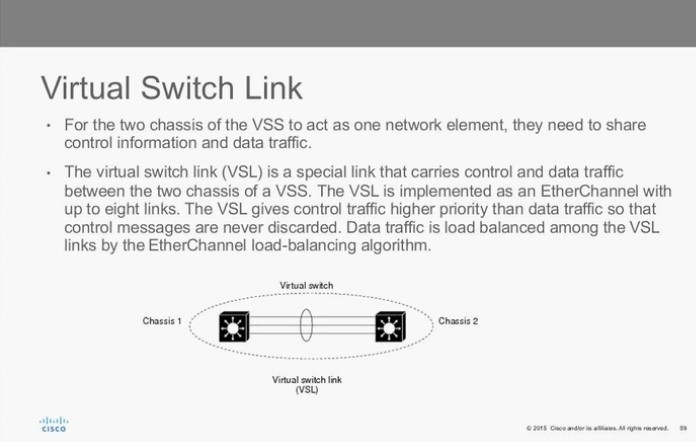 Virtual Switch Link
• For the two chassis of the VSS to act as one network element, they need to share
control information and data traffic.
• The virtual switch link (VSL) is a special link that carries control and data traffic
between the two chassis of a VSS. The VSL is implemented as an EtherChannel with
up to eight links. The VSL gives control traffic higher priority than data traffic so that
control messages are never discarded. Data traffic is load balanced among the VSL
links by the EtherChannel load-balancing algorithm.
Virtual switch
Chassis 1
Chassis 2
Virtual switch link
(VSL)
CISCO
© 2015 Cisco and/or its affiliates. All rights reserved. 59